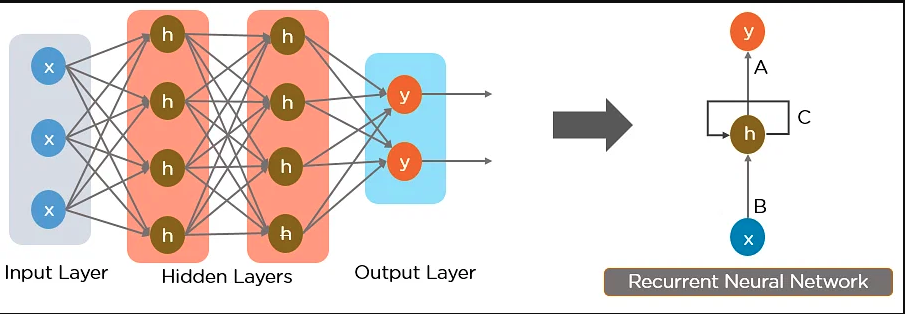 h h y
x y A
h h
x h h C
y
h h x B
x h h x
Input Layer Hidden Layers Output Layer Recurrent Neural Network